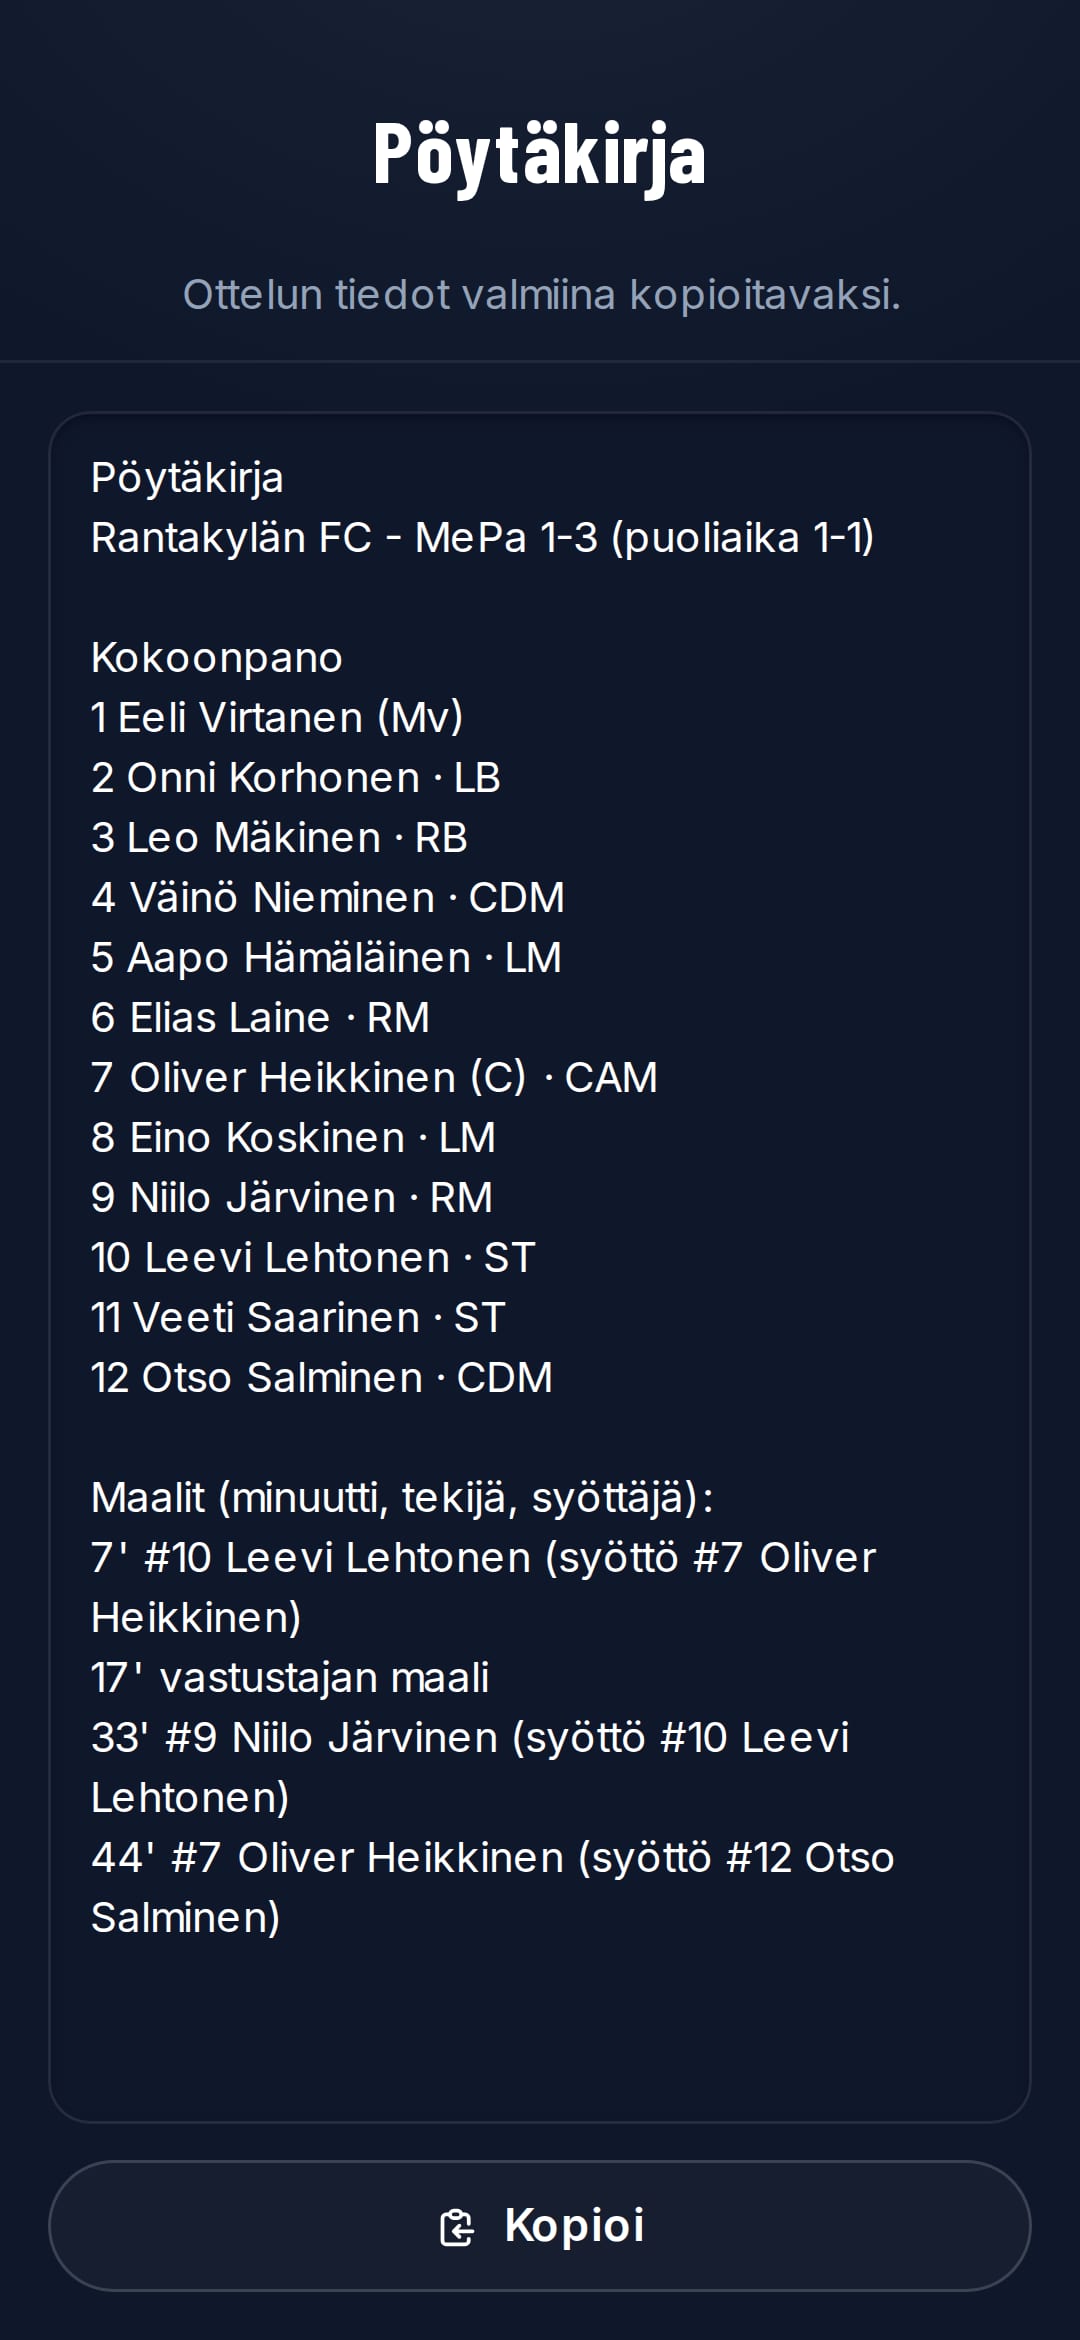 Pöytäkirja
Ottelun tiedot valmiina kopioitavaksi.
Pöytäkirja
Rantakylän FC - MePa 1-3 (puoliaika 1-1)
Kokoonpano
1 Eeli Virtanen (Mv)
2 Onni Korhonen · LB
3 Leo Mäkinen · RB
4 Väinö Nieminen · CDM
5 Aapo Hämäläinen · LM
6 Elias Laine · RM
7 Oliver Heikkinen (C) · CAM
8 Eino Koskinen · LM
9 Niilo Järvinen · RM
10 Leevi Lehtonen · ST
11 Veeti Saarinen · ST
12 Otso Salminen · CDM
Maalit (minuutti, tekijä, syöttäjä):
7' #10 Leevi Lehtonen (syöttö #7 Oliver
Heikkinen)
17' vastustajan maali
33' #9 Niilo Järvinen (syöttö #10 Leevi
Lehtonen)
44' #7 Oliver Heikkinen (syöttö #12 Otso
Salminen)
Kopioi